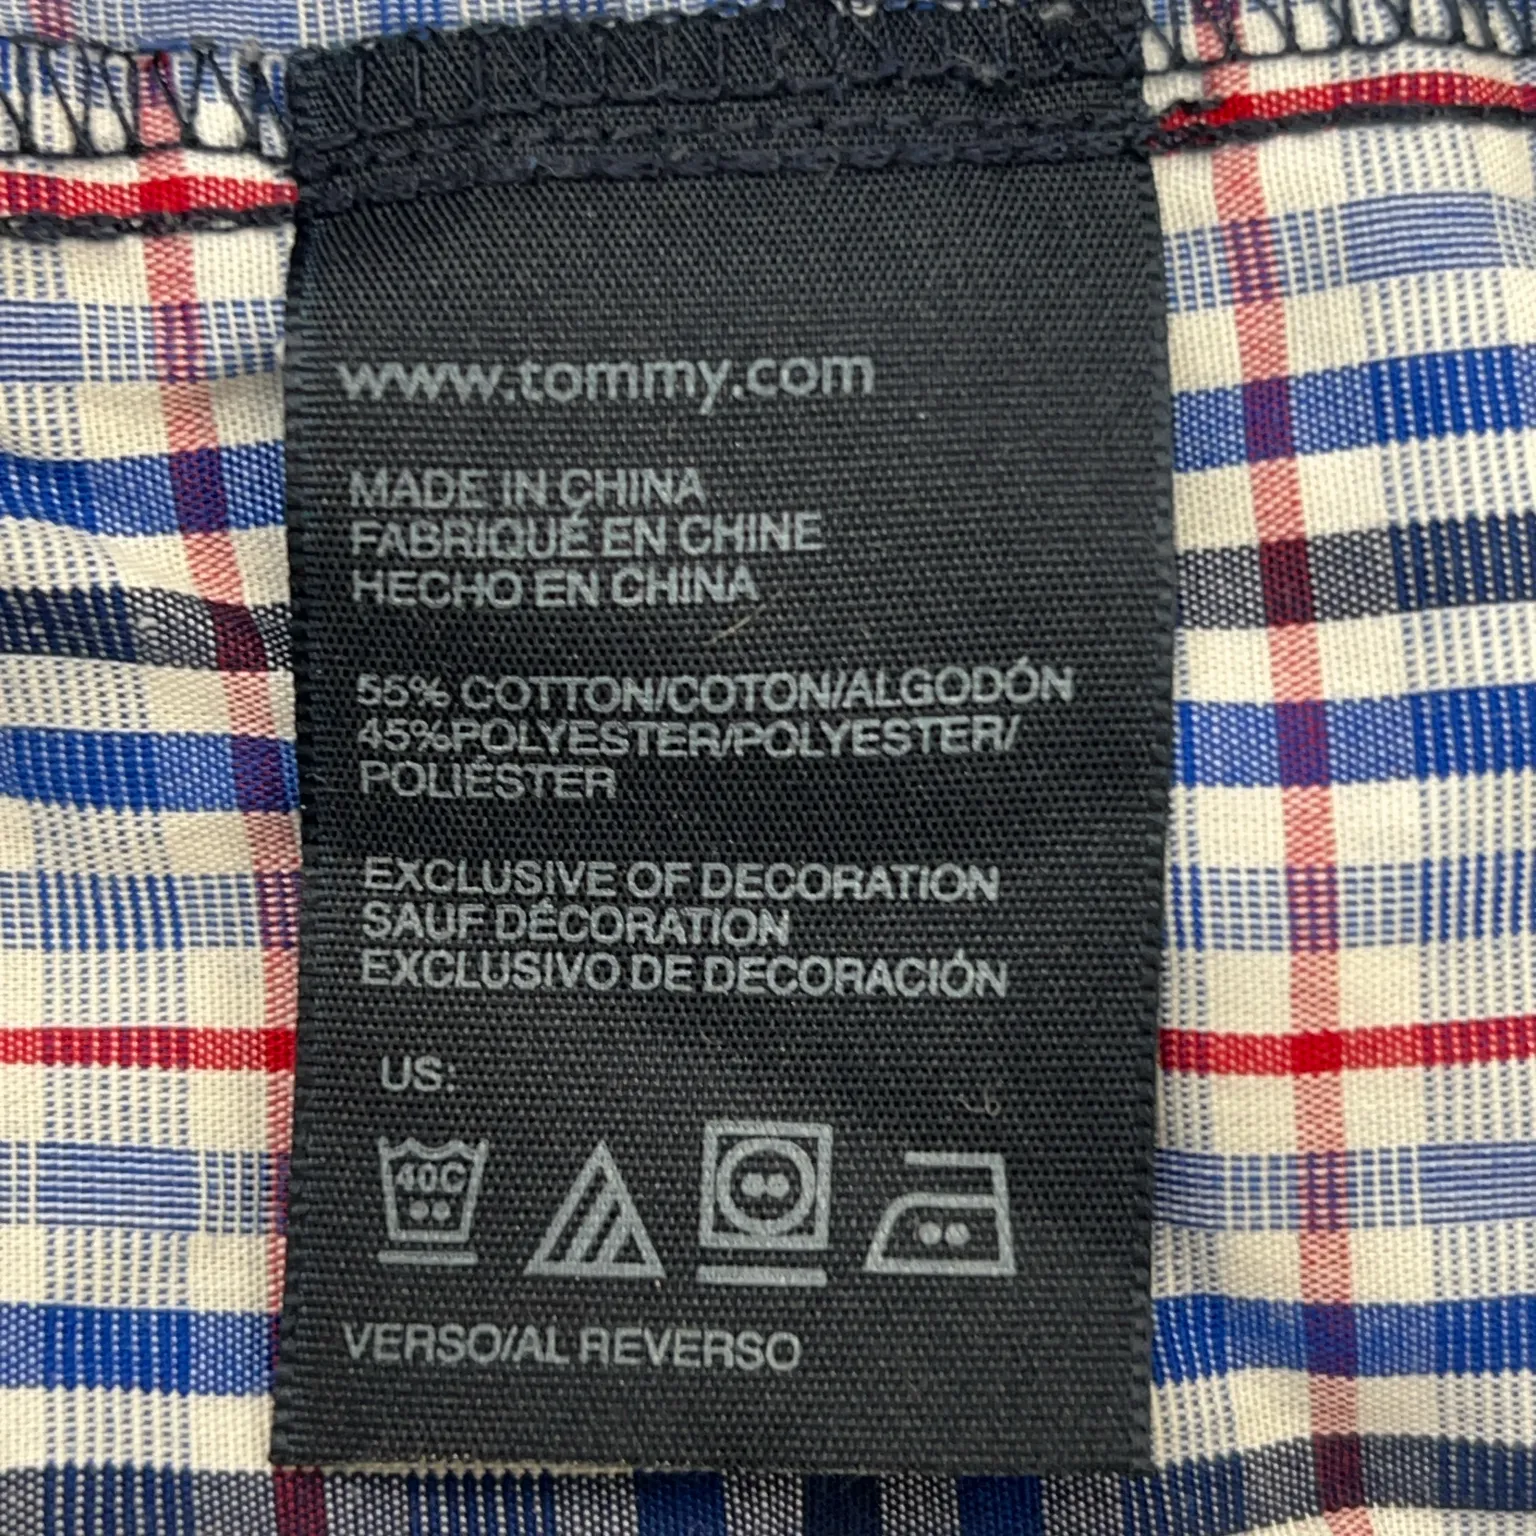 www.tommy.com
MADE IN CHINA
FABRIQUÉ EN CHINE
HECHO EN CHINA
55% COTTON/COTON/ALGODÓN
45%POLYESTER/POLYESTER/
POLIÉSTER
EXCLUSIVE OF DECORATION
SAUF DÉCORATION
EXCLUSIVO DE DECORACIÓN
US:
40C
VERSO/AL REVERSO